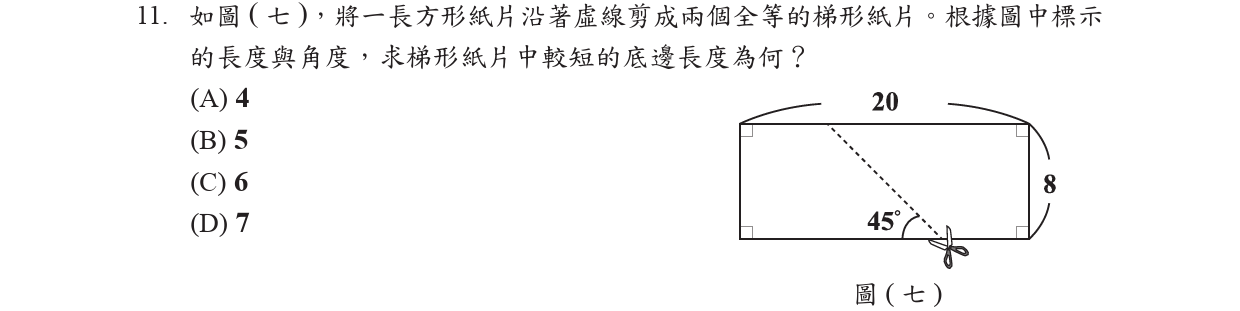 11. 如圖(七),將一長方形紙片沿著虛線剪成兩個全等的梯形紙片。根據圖中標示
的長度與角度,求梯形紙片中較短的底邊長度為何?
(A) 4
(B) 5
(C) 6
(D) 7
20
8
45°
圖(七)